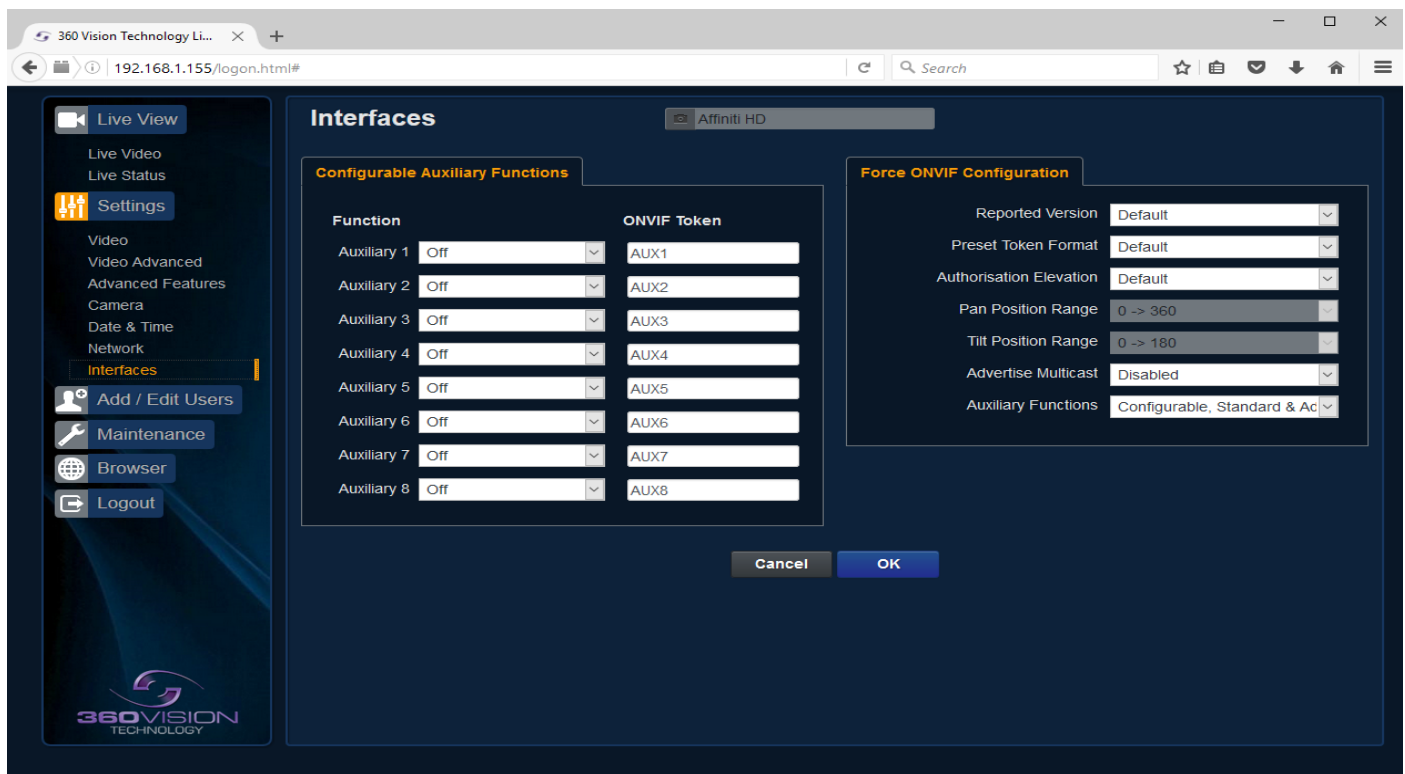 360 Vision Technology Li...
192.168.1.155/logon.html#
Search
Live View
Live Video
Live Status
Settings
Video
Video Advanced
Advanced Features
Camera
Date & Time
Network
Interfaces
Add / Edit Users
Maintenance
Browser
Logout
360VISION
TECHNOLOGY
Interfaces
Affiniti HD
Configurable Auxiliary Functions
Function ONVIF Token
Auxiliary 1 Off AUX1
Auxiliary 2 Off AUX2
Auxiliary 3 Off AUX3
Auxiliary 4 Off AUX4
Auxiliary 5 Off AUX5
Auxiliary 6 Off AUX6
Auxiliary 7 Off AUX7
Auxiliary 8 Off AUX8
Force ONVIF Configuration
Reported Version Default
Preset Token Format Default
Authorisation Elevation Default
Pan Position Range 0 -> 360
Tilt Position Range 0 -> 180
Advertise Multicast Disabled
Auxiliary Functions Configurable, Standard & Ac
Cancel OK